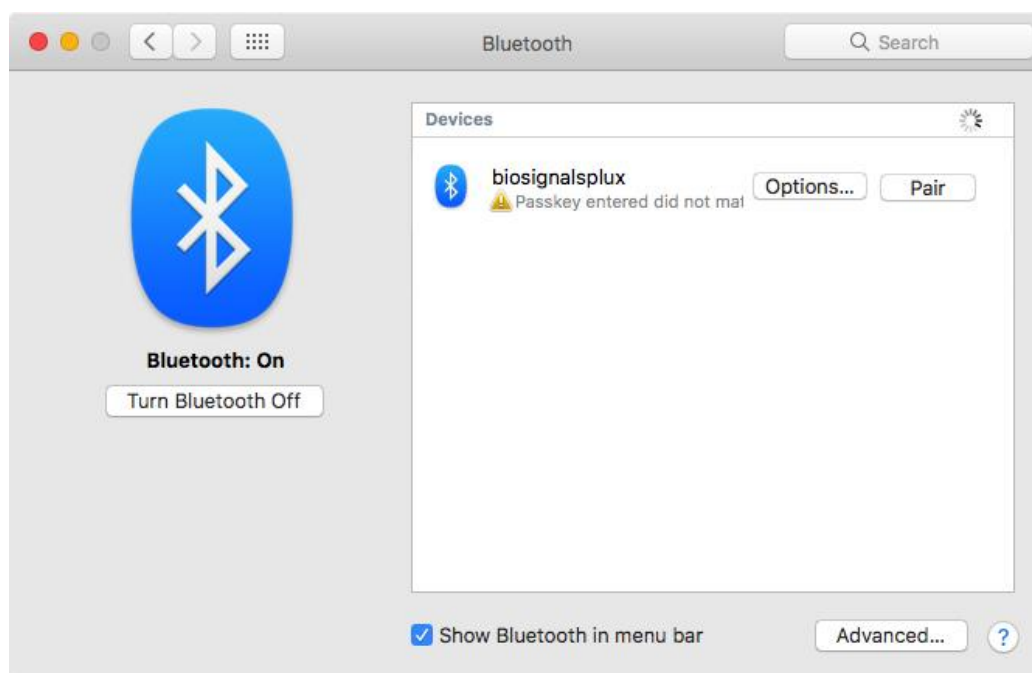 Bluetooth
Search
Devices
biosignalsplux
Passkey entered did not mat
Options...
Pair
Bluetooth: On
Turn Bluetooth Off
Show Bluetooth in menu bar
Advanced...
?